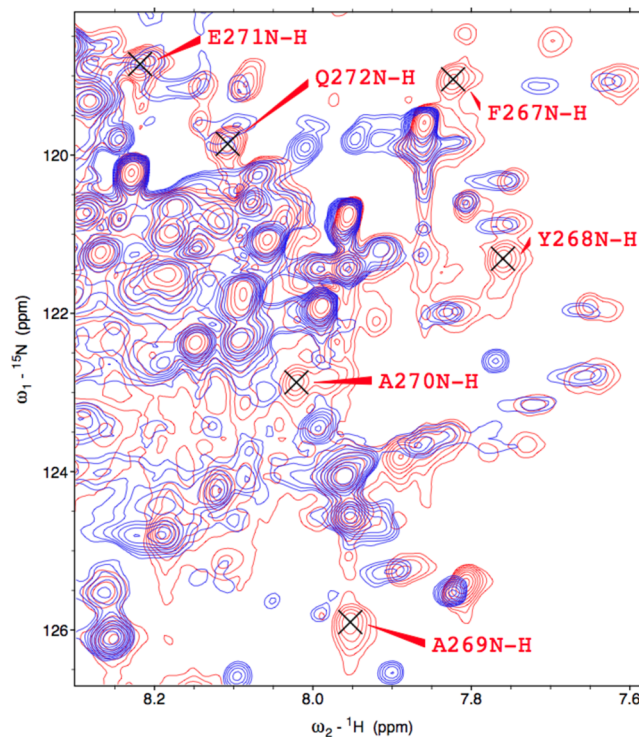 E271N-H
Q272N-H
F267N-H
120
Y268N-H
ω₁ - ¹⁵N (ppm)
122
A270N-H
124
126
A269N-H
8.2
8.0
7.8
7.6
ω₂ - ¹H (ppm)